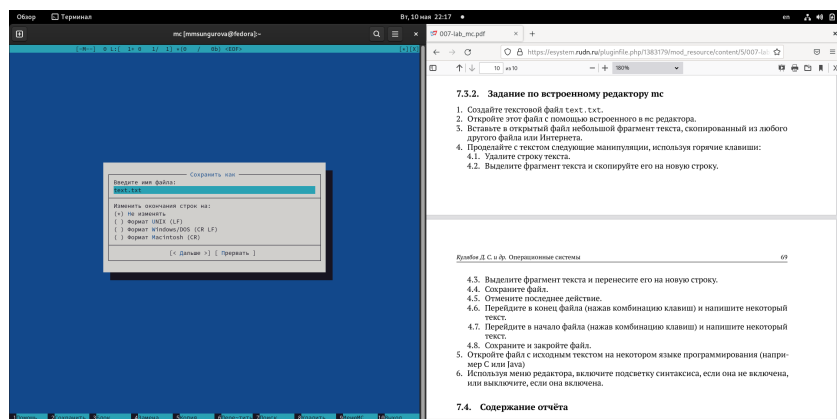 Обзор
Терминал
Вт, 10 мая 22:17
en
mc [mmsungurova@fedora]:~
[-M--] 0 L:[ 1+ 0 1/ 1] *(0 / 0b) <EOF>
[*][X]
Сохранить как
Введите имя файла:
text.txt
Изменить окончания строк на:
(*) Не изменять
( ) Формат UNIX (LF)
( ) Формат Windows/DOS (CR LF)
( ) Формат Macintosh (CR)
[< Дальше >] [ Прервать ]
007-lab_mc.pdf
https://esystem.rudn.ru/pluginfile.php/1383179/mod_resource/content/5/007-lab
10 из 10
180%
7.3.2. Задание по встроенному редактору mc
1. Создайте текстовой файл text.txt.
2. Откройте этот файл с помощью встроенного в mc редактора.
3. Вставьте в открытый файл небольшой фрагмент текста, скопированный из любого
другого файла или Интернета.
4. Проделайте с текстом следующие манипуляции, используя горячие клавиши:
4.1. Удалите строку текста.
4.2. Выделите фрагмент текста и скопируйте его на новую строку.
Кулябов Д. С. и др. Операционные системы 69
4.3. Выделите фрагмент текста и перенесите его на новую строку.
4.4. Сохраните файл.
4.5. Отмените последнее действие.
4.6. Перейдите в конец файла (нажав комбинацию клавиш) и напишите некоторый
текст.
4.7. Перейдите в начало файла (нажав комбинацию клавиш) и напишите некоторый
текст.
4.8. Сохраните и закройте файл.
5. Откройте файл с исходным текстом на некотором языке программирования (напри-
мер C или Java)
6. Используя меню редактора, включите подсветку синтаксиса, если она не включена,
или выключите, если она включена.
7.4. Содержание отчёта